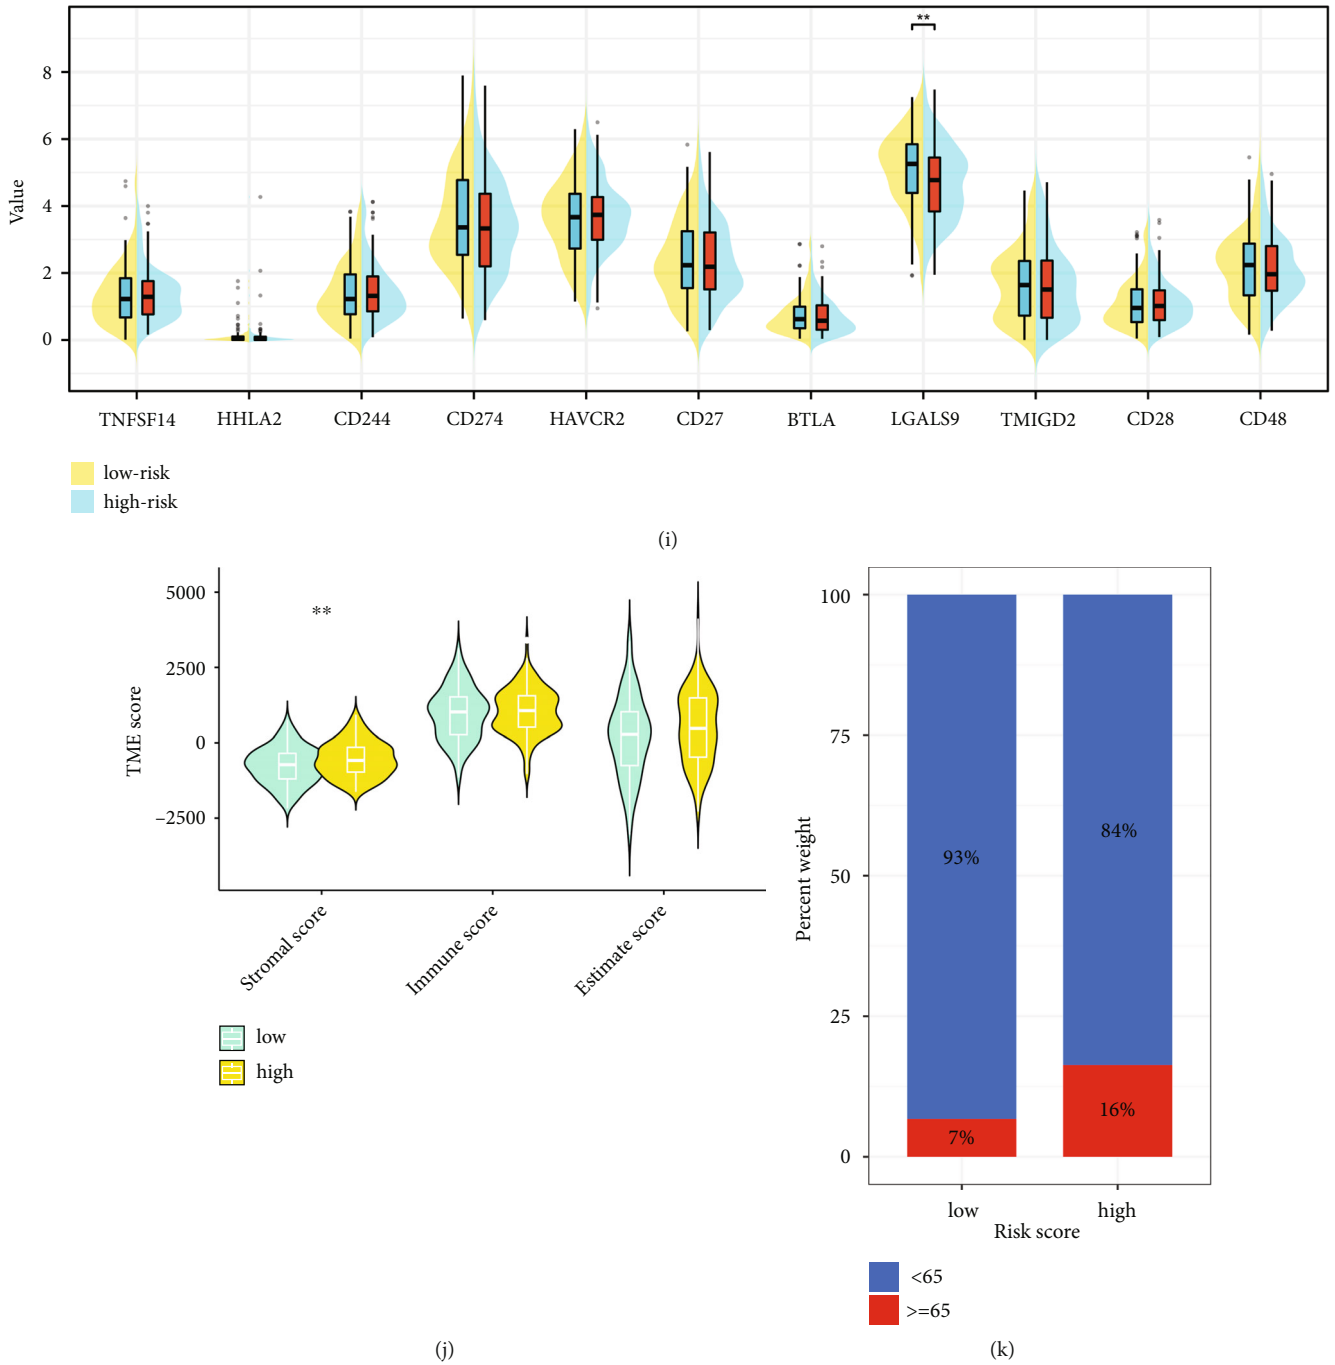 **
8
6
4
2
0
Value
TNFSF14 HHLA2 CD244 CD274 HAVCR2 CD27 BTLA LGALS9 TMIGD2 CD28 CD48
low-risk
high-risk
(i)
5000
2500
0
−2500
TME score
**
Stromal score
Immune score
Estimate score
low
high
(j)
100
75
50
25
0
Percent weight
93%
84%
7%
16%
low high
Risk score
<65
>=65
(k)